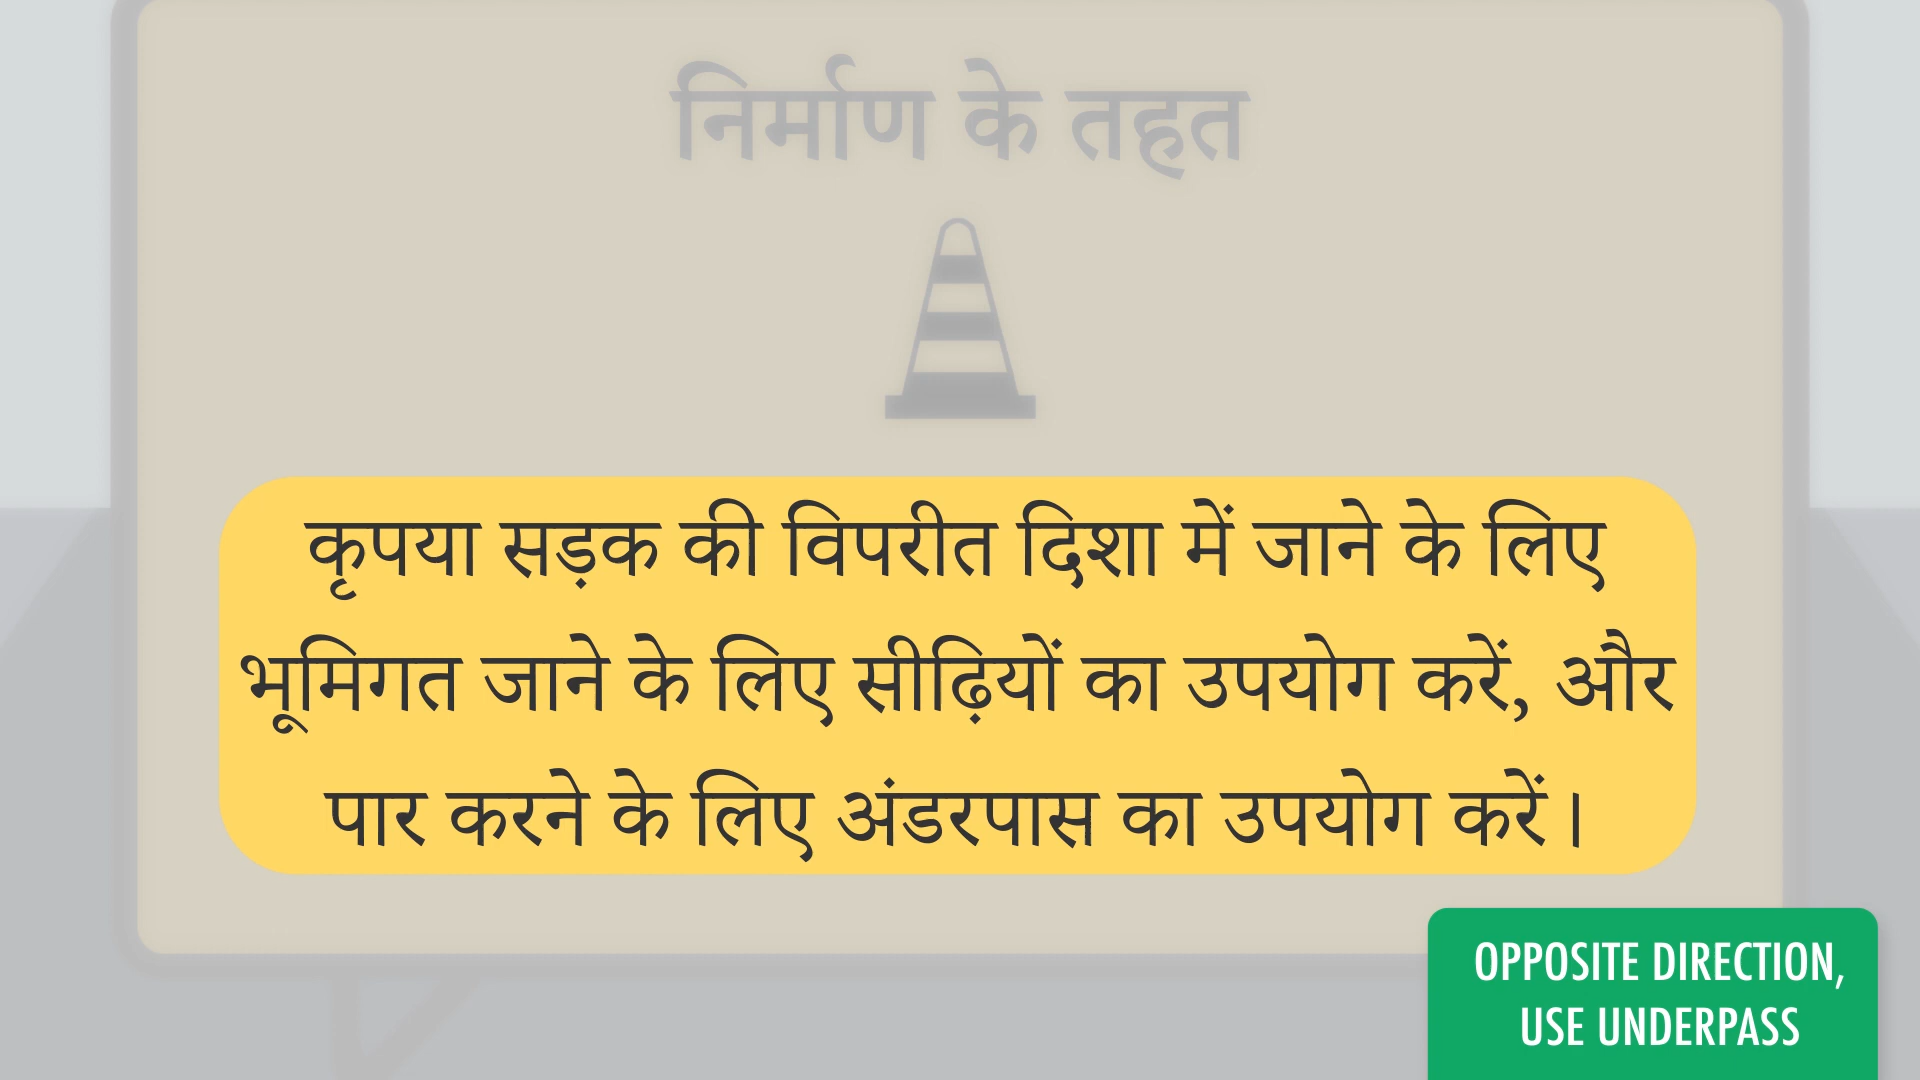 निर्माण के तहत
कृपया सड़क की विपरीत दिशा में जाने के लिए
भूमिगत जाने के लिए सीढ़ियों का उपयोग करें, और
पार करने के लिए अंडरपास का उपयोग करें।
OPPOSITE DIRECTION,
USE UNDERPASS